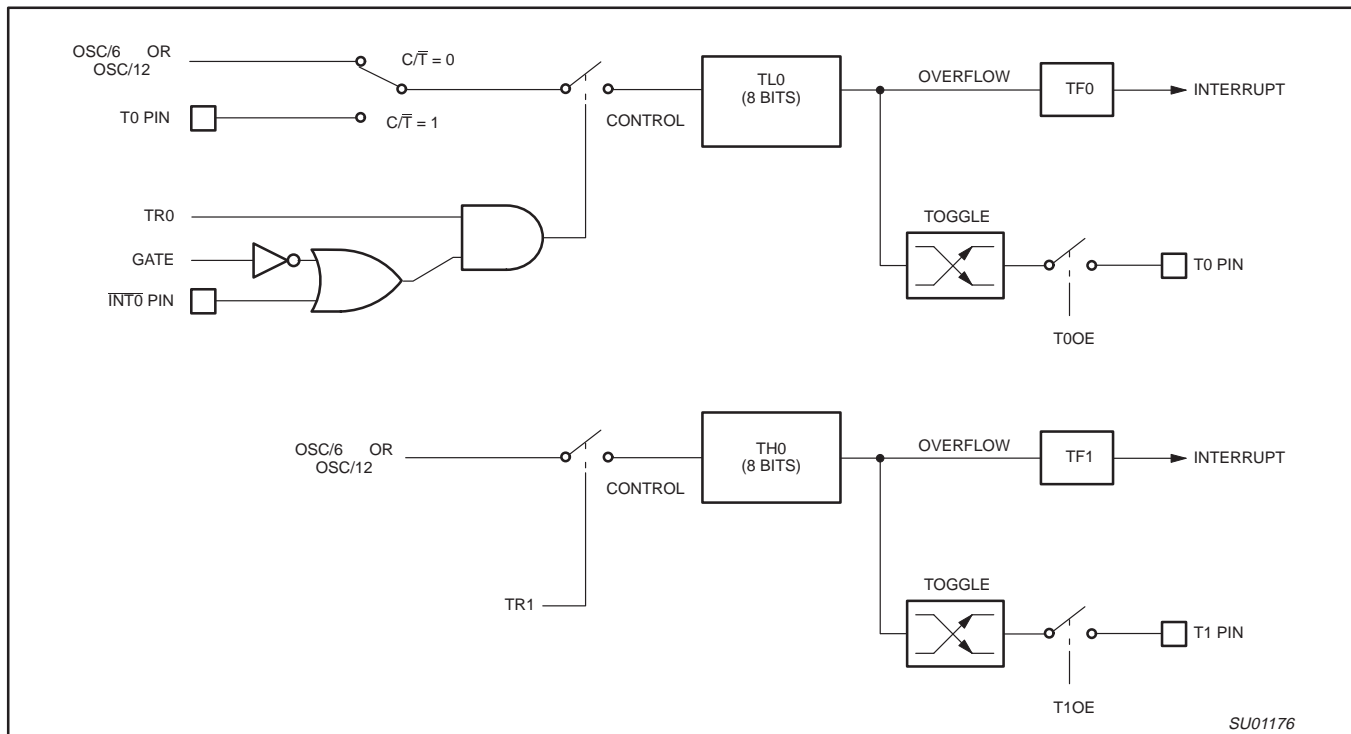 OSC/6 OR
OSC/12
C/T̅ = 0
T0 PIN
C/T̅ = 1
CONTROL
TL0
(8 BITS)
OVERFLOW
TF0
INTERRUPT
TR0
GATE
I̅N̅T̅0̅ PIN
TOGGLE
T0 PIN
T0OE
OSC/6 OR
OSC/12
CONTROL
TH0
(8 BITS)
OVERFLOW
TF1
INTERRUPT
TR1
TOGGLE
T1 PIN
T1OE
SU01176